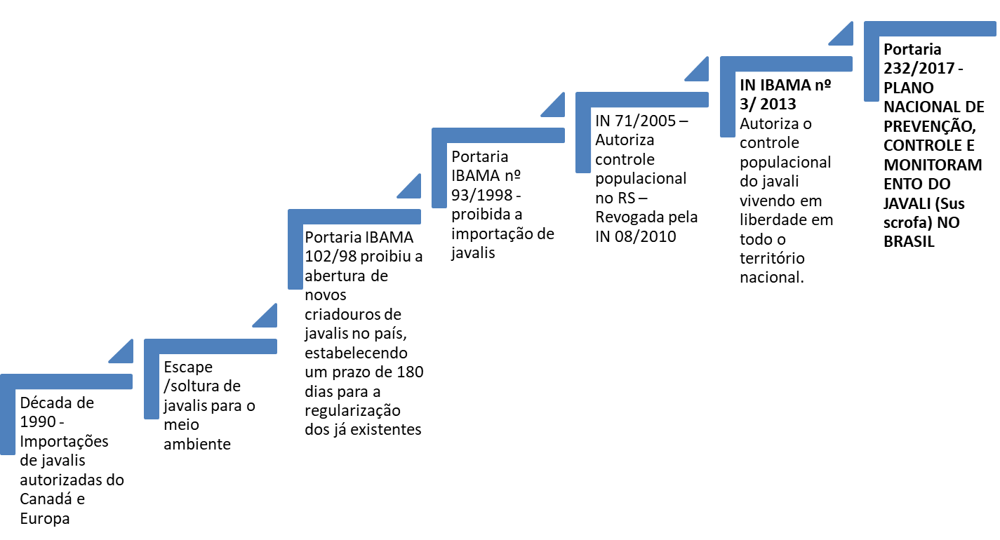 Década de
1990 -
Importações
de javalis
autorizadas do
Canadá e
Europa
Escape
/soltura de
javalis para o
meio
ambiente
Portaria IBAMA
102/98 proibiu a
abertura de
novos
criadouros de
javalis no país,
estabelecendo
um prazo de 180
dias para a
regularização
dos já existentes
Portaria
IBAMA nº
93/1998 -
proibida a
importação de
javalis
IN 71/2005 –
Autoriza
controle
populacional
no RS –
Revogada pela
IN 08/2010
IN IBAMA nº
3/ 2013
Autoriza o
controle
populacional
do javali
vivendo em
liberdade em
todo o
território
nacional.
Portaria
232/2017 -
PLANO
NACIONAL DE
PREVENÇÃO,
CONTROLE E
MONITORAM
ENTO DO
JAVALI (Sus
scrofa) NO
BRASIL